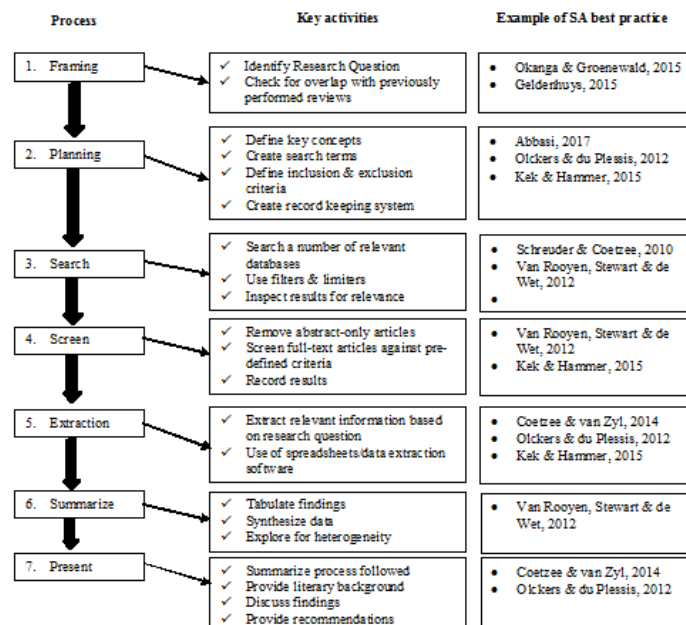 Process
Key activities
Example of SA best practice
1. Framing
✓ Identify Research Question
✓ Check for overlap with previously
performed reviews
• Okanga & Groenewald, 2015
• Geldenhuys, 2015
2. Planning
✓ Define key concepts
✓ Create search terms
✓ Define inclusion & exclusion
criteria
✓ Create record keeping system
• Abbasi, 2017
• Olckers & du Plessis, 2012
• Kek & Hammer, 2015
3. Search
✓ Search a number of relevant
databases
✓ Use filters & limiters
✓ Inspect results for relevance
• Schreuder & Coetzee, 2010
• Van Rooyen, Stewart & de
Wet, 2012
•
4. Screen
✓ Remove abstract-only articles
✓ Screen full-text articles against pre-
defined criteria
✓ Record results
• Van Rooyen, Stewart & de
Wet, 2012
• Kek & Hammer, 2015
5. Extraction
✓ Extract relevant information based
on research question
✓ Use of spreadsheets/data extraction
software
• Coetzee & van Zyl, 2014
• Olckers & du Plessis, 2012
• Kek & Hammer, 2015
6. Summarize
✓ Tabulate findings
✓ Synthesize data
✓ Explore for heterogeneity
• Van Rooyen, Stewart & de
Wet, 2012
7. Present
✓ Summarize process followed
✓ Provide literary background
✓ Discuss findings
✓ Provide recommendations
• Coetzee & van Zyl, 2014
• Olckers & du Plessis, 2012